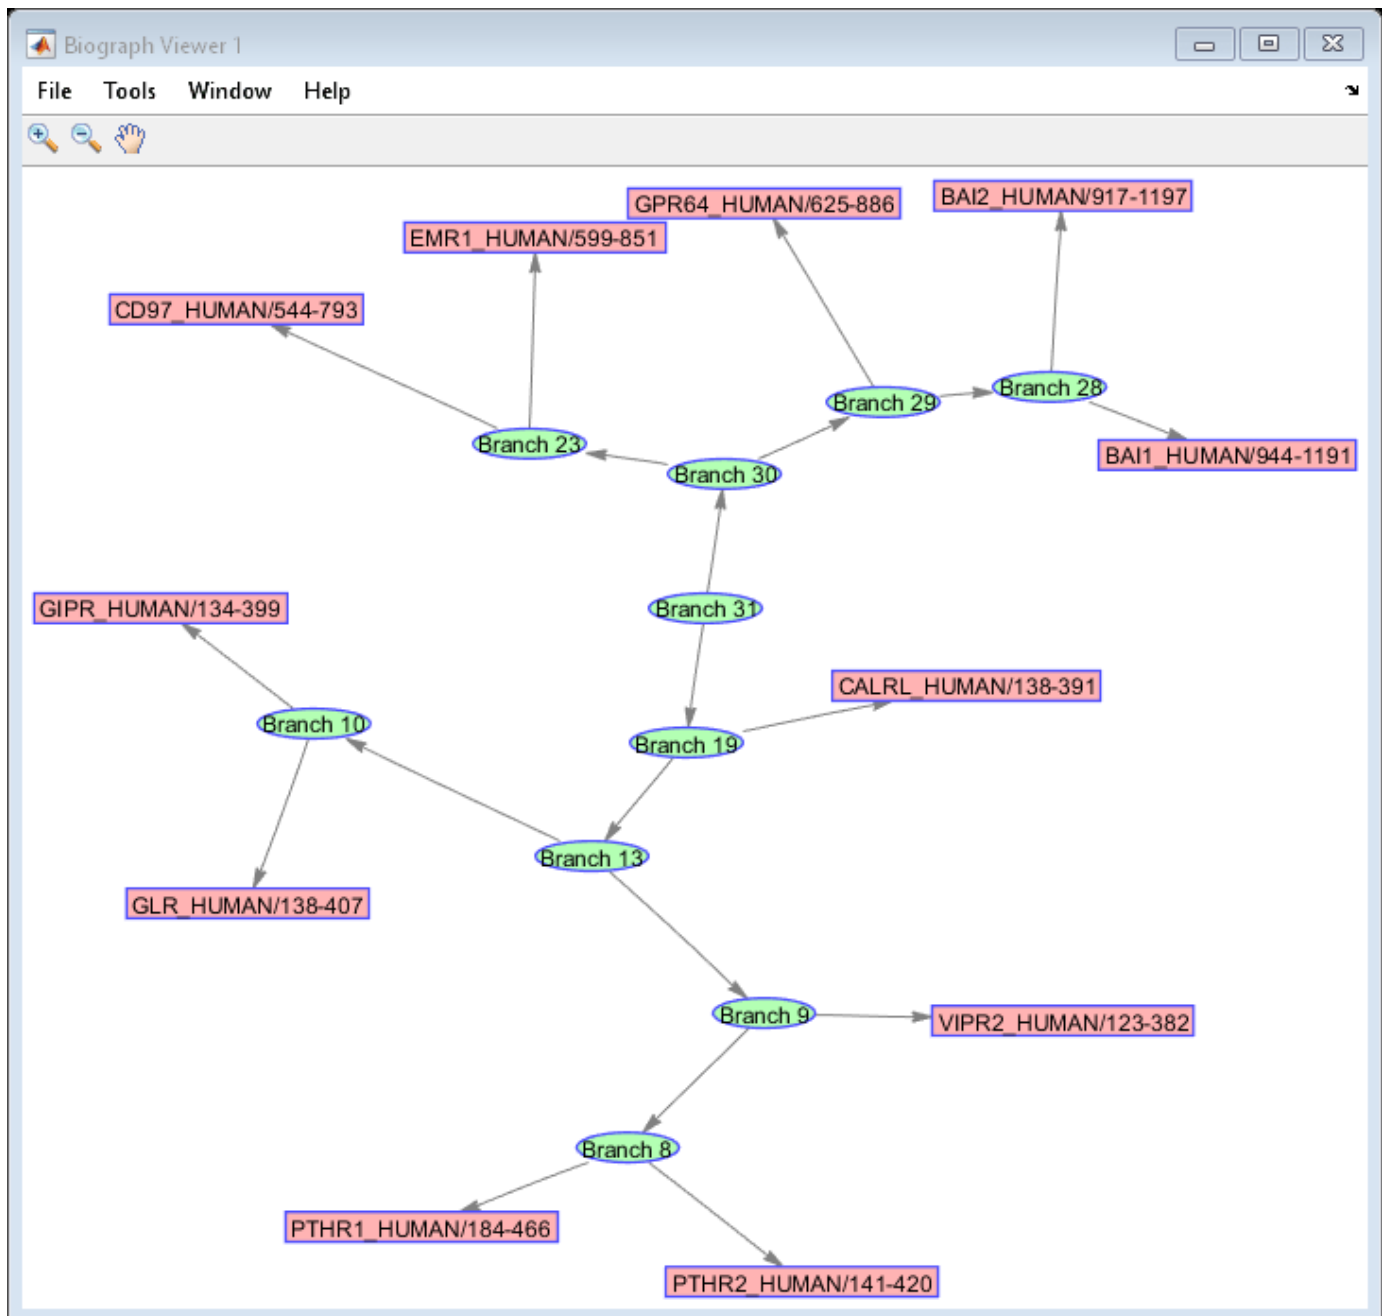 Biograph Viewer 1
File Tools Window Help
BAI2_HUMAN/917-1197
GPR64_HUMAN/625-886
EMR1_HUMAN/599-851
CD97_HUMAN/544-793
Branch 28
Branch 29
Branch 23
BAI1_HUMAN/944-1191
Branch 30
GIPR_HUMAN/134-399
Branch 31
CALRL_HUMAN/138-391
Branch 10
Branch 19
Branch 13
GLR_HUMAN/138-407
Branch 9
VIPR2_HUMAN/123-382
Branch 8
PTHR1_HUMAN/184-466
PTHR2_HUMAN/141-420